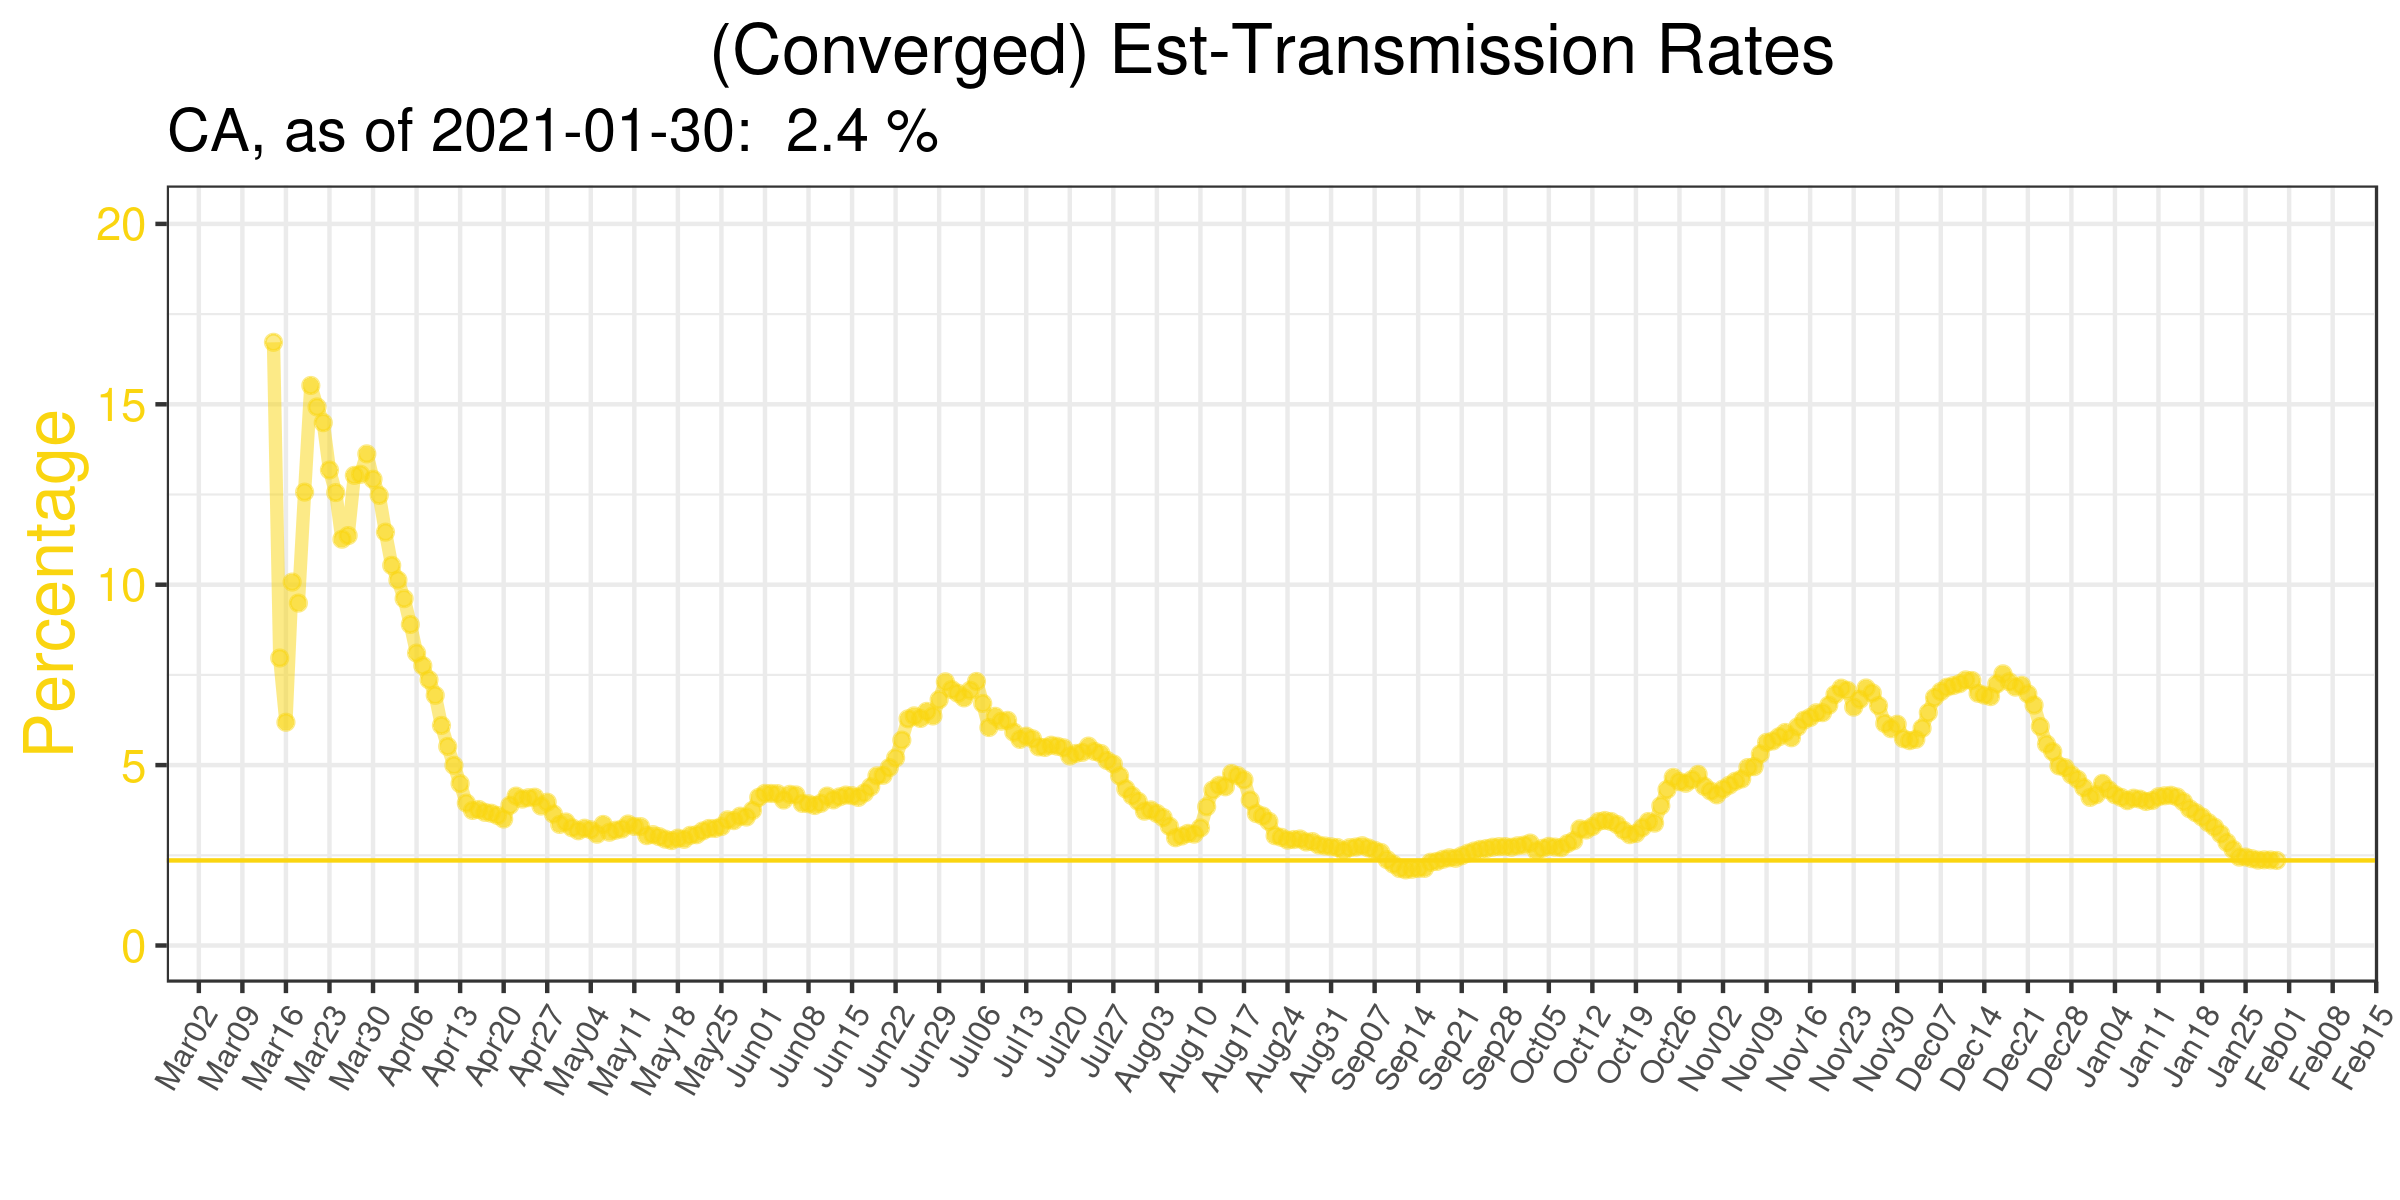 (Converged) Est-Transmission Rates
CA, as of 2021-01-30:  2.4 %
Percentage
20
15
10
5
0
Mar02
Mar09
Mar16
Mar23
Mar30
Apr06
Apr13
Apr20
Apr27
May04
May11
May18
May25
Jun01
Jun08
Jun15
Jun22
Jun29
Jul06
Jul13
Jul20
Jul27
Aug03
Aug10
Aug17
Aug24
Aug31
Sep07
Sep14
Sep21
Sep28
Oct05
Oct12
Oct19
Oct26
Nov02
Nov09
Nov16
Nov23
Nov30
Dec07
Dec14
Dec21
Dec28
Jan04
Jan11
Jan18
Jan25
Feb01
Feb08
Feb15